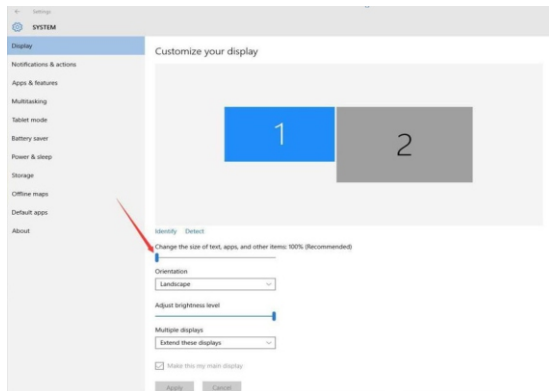 Settings
SYSTEM
Display
Notifications & actions
Apps & features
Multitasking
Tablet mode
Battery saver
Power & sleep
Storage
Offline maps
Default apps
About
Customize your display
1
2
Identify Detect
Change the size of text, apps, and other items: 100% (Recommended)
Orientation
Landscape
Adjust brightness level
Multiple displays
Extend these displays
Make this my main display
Apply Cancel